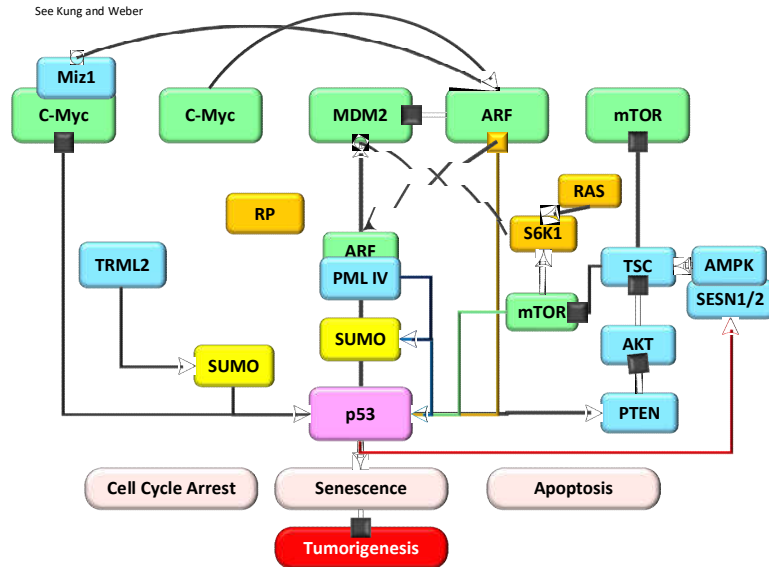 See Kung and Weber
Miz1
C-Myc
C-Myc
MDM2
ARF
mTOR
RAS
RP
S6K1
ARF
TRML2
PML IV
TSC
AMPK
SESN1/2
mTOR
SUMO
AKT
SUMO
p53
PTEN
Cell Cycle Arrest
Senescence
Apoptosis
Tumorigenesis